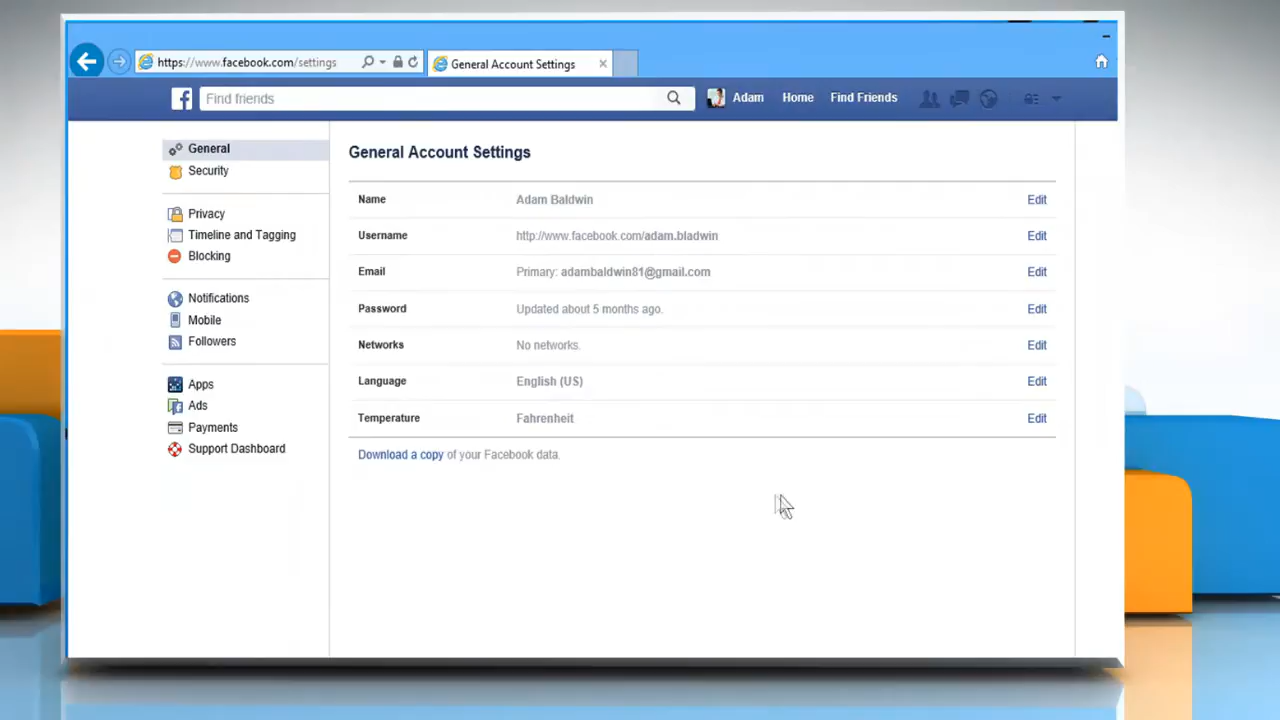 https://www.facebook.com/settings
General Account Settings
Find friends
Adam
Home
Find Friends
General
Security
Privacy
Timeline and Tagging
Blocking
Notifications
Mobile
Followers
Apps
Ads
Payments
Support Dashboard
General Account Settings
Name Adam Baldwin Edit
Username http://www.facebook.com/adam.bladwin Edit
Email Primary: adambaldwin81@gmail.com Edit
Password Updated about 5 months ago. Edit
Networks No networks. Edit
Language English (US) Edit
Temperature Fahrenheit Edit
Download a copy of your Facebook data.